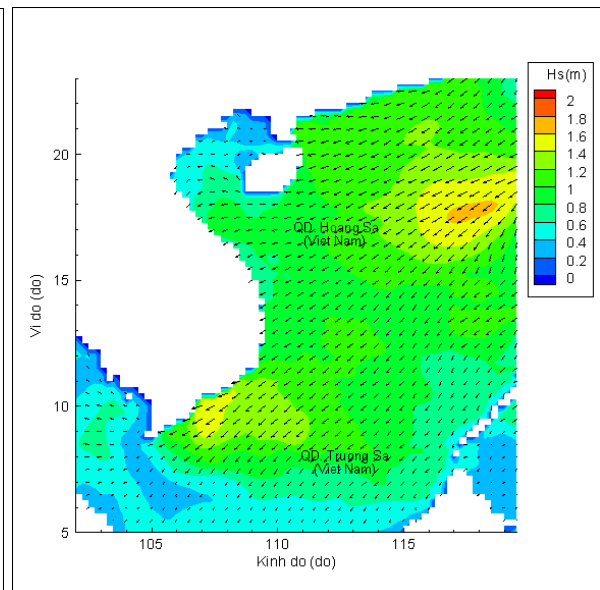 Hs(m)
2
1.8
1.6
1.4
1.2
1
0.8
0.6
0.4
0.2
0
20
15
10
5
105
110
115
Vi do (do)
Kinh do (do)
QD. Hoang Sa
(Viet Nam)
QD. Truong Sa
(Viet Nam)